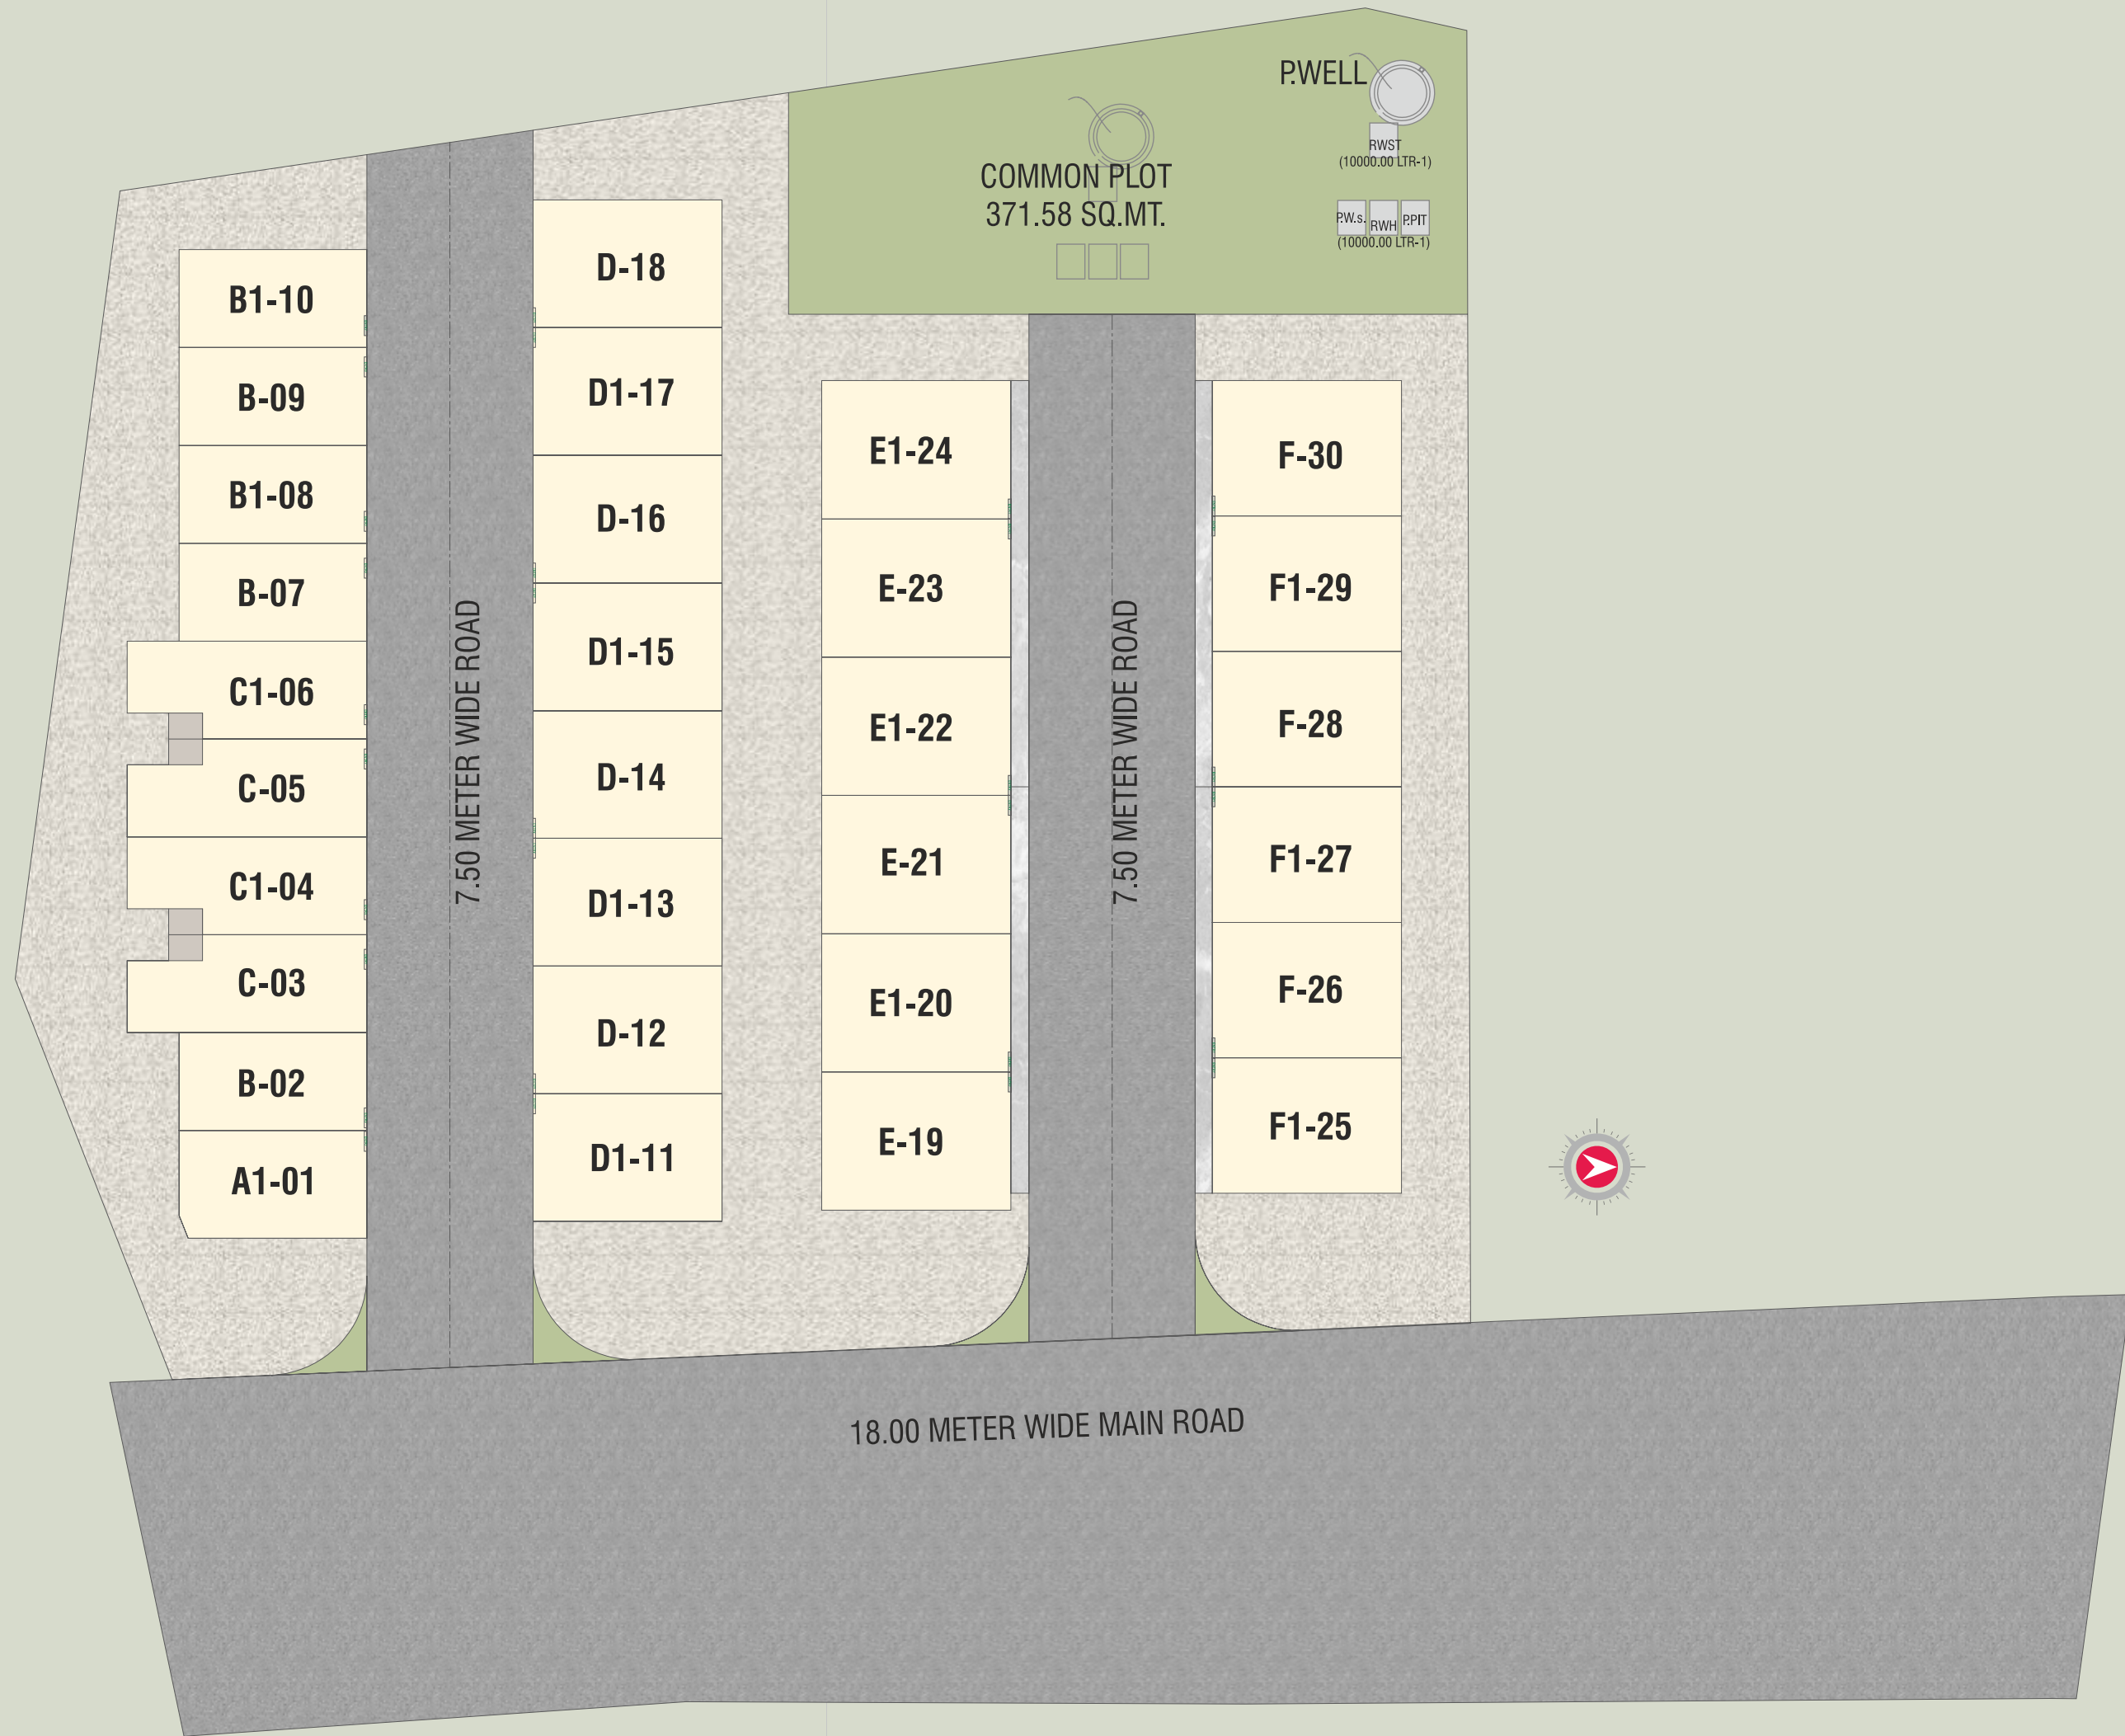 P.WELL
RWST
(10000.00 LTR-1)
COMMON PLOT
371.58 SQ.MT.
P.W.s.
RWH
P.PIT
(10000.00 LTR-1)
B1-10
B-09
B1-08
B-07
C1-06
C-05
C1-04
C-03
B-02
A1-01
7.50 METER WIDE ROAD
D-18
D1-17
D-16
D1-15
D-14
D1-13
D-12
D1-11
E1-24
E-23
E1-22
E-21
E1-20
E-19
7.50 METER WIDE ROAD
F-30
F1-29
F-28
F1-27
F-26
F1-25
18.00 METER WIDE MAIN ROAD